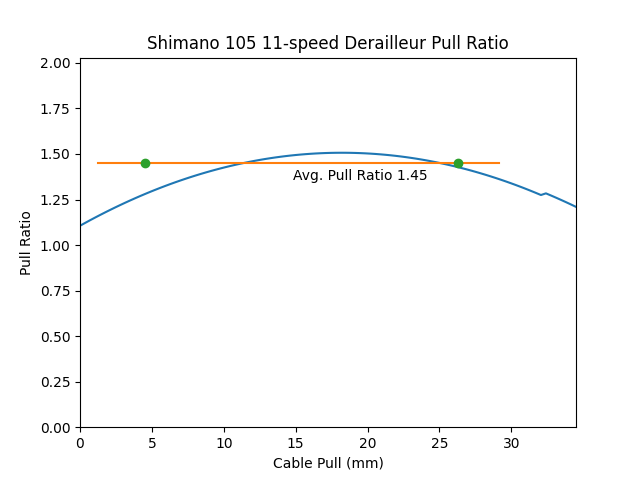 Shimano 105 11-speed Derailleur Pull Ratio
2.00
1.75
1.50
1.25
1.00
0.75
0.50
0.25
0.00
Pull Ratio
Avg. Pull Ratio 1.45
0 5 10 15 20 25 30
Cable Pull (mm)